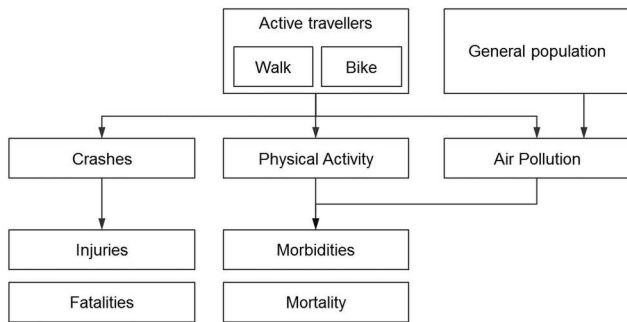 Active travellers
Walk
Bike
General population
Crashes
Physical Activity
Air Pollution
Injuries
Morbidities
Fatalities
Mortality